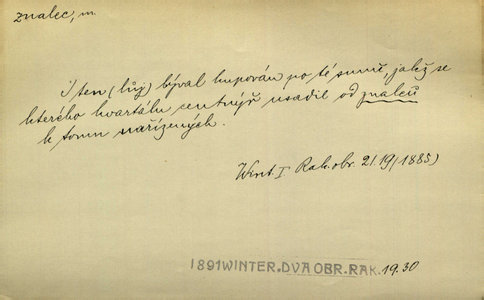 znalec, m.
I ten (lůj) býval kupován po té summě, jakž se
kterého kvartálu centnýř usadil od znalců
k tomu nařízených.
Wint. I Rak. obr. 21.19 (1883)
1891 WINTER. DVA OBR. RAK. 19.30